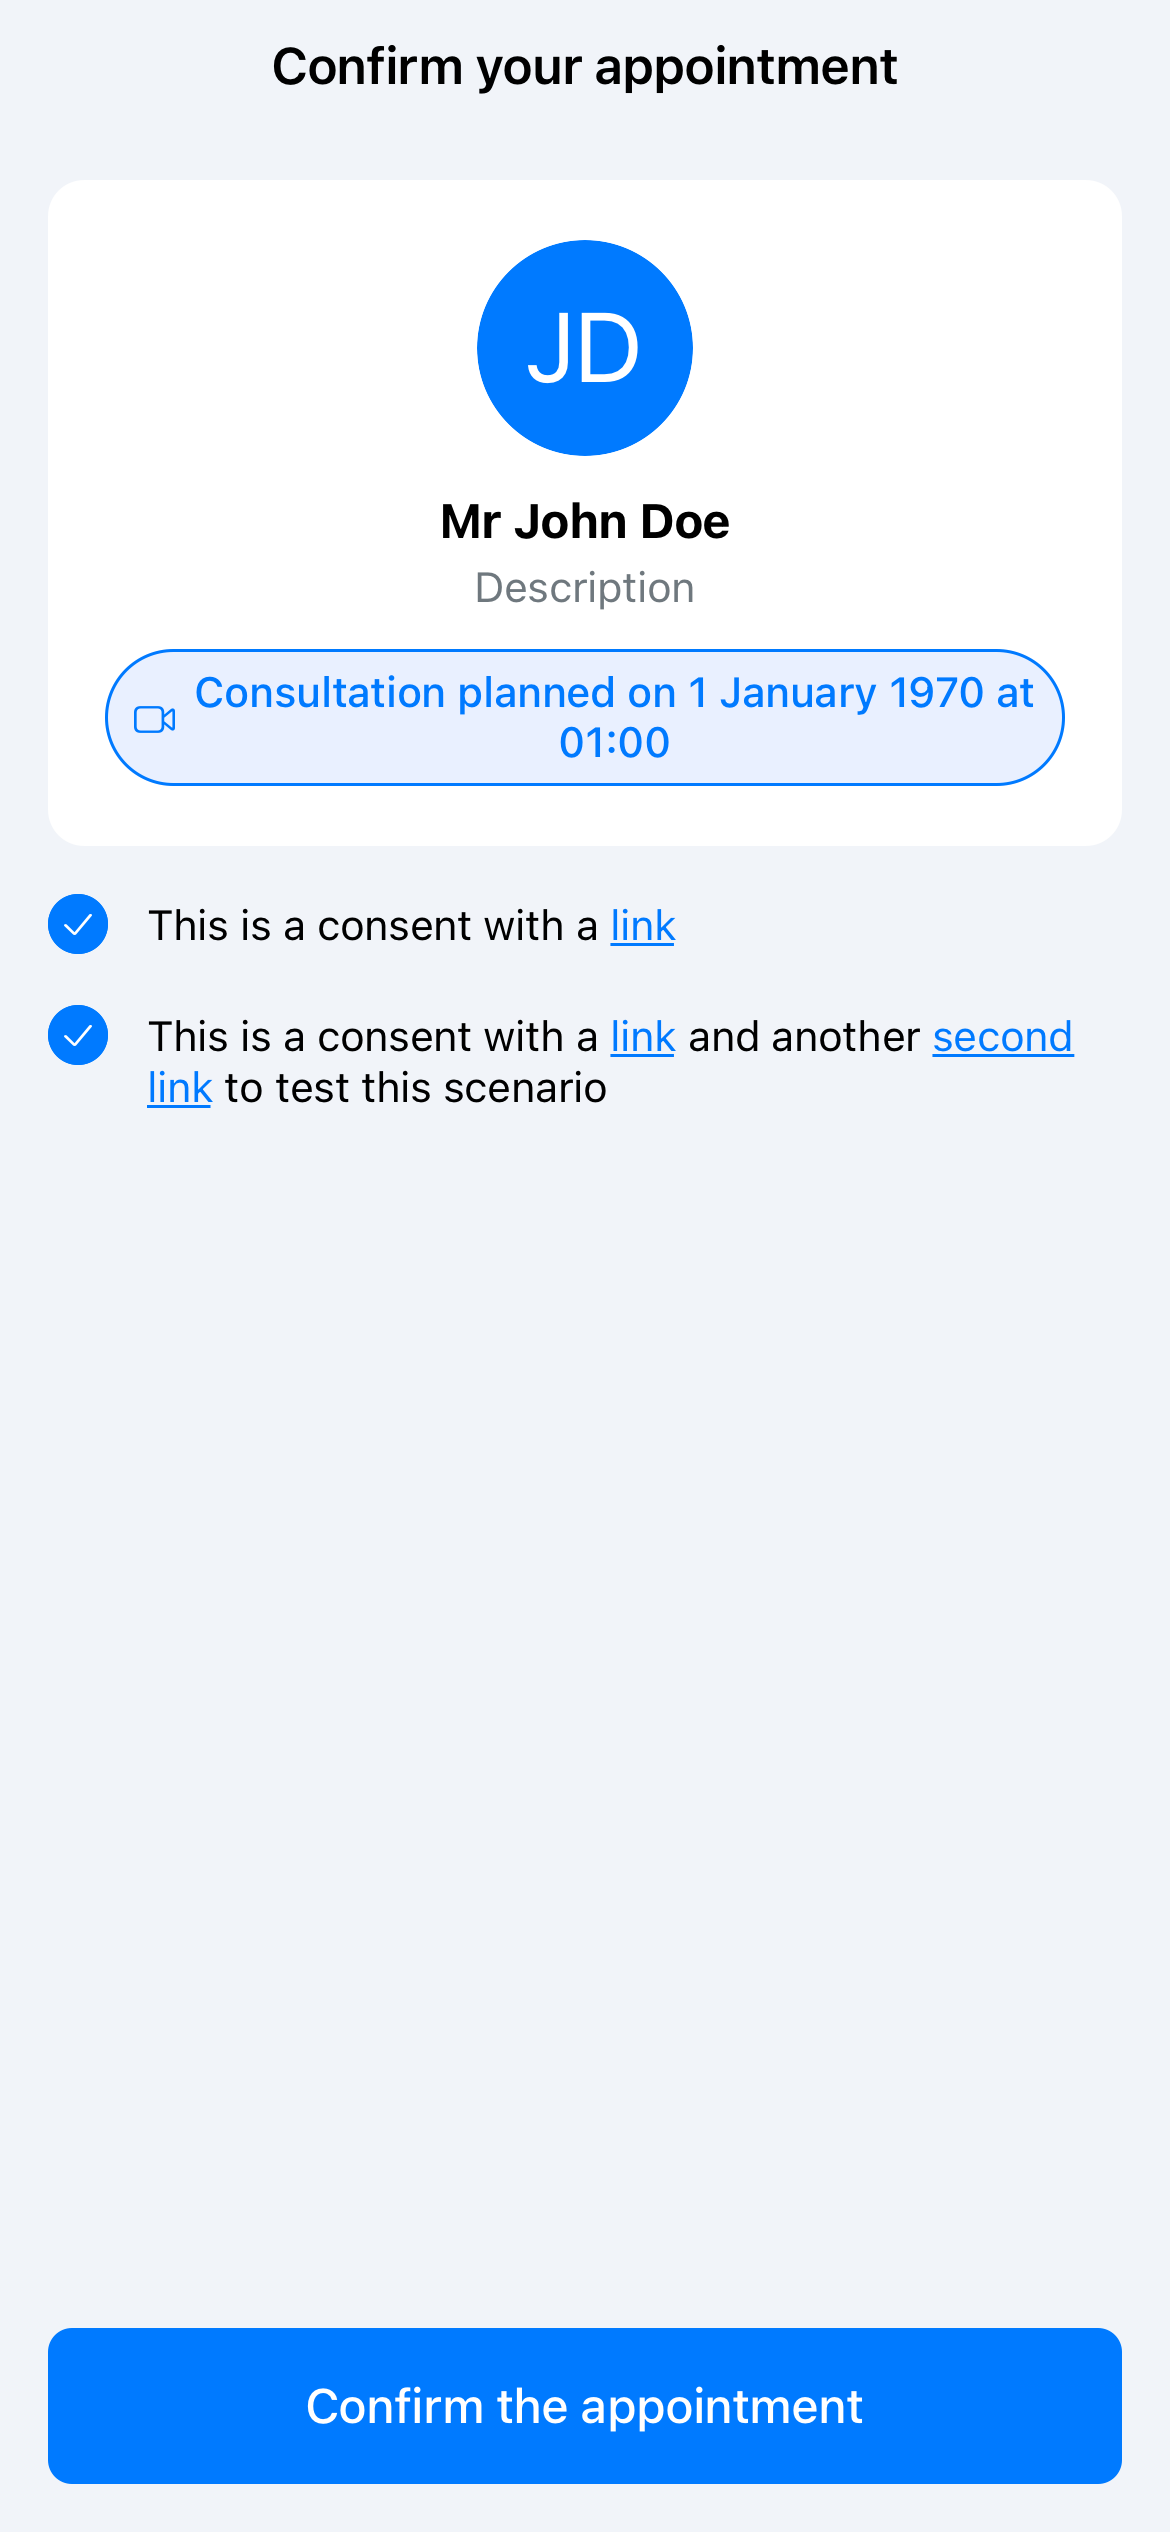 Confirm your appointment
JD
Mr John Doe
Description
Consultation planned on 1 January 1970 at
01:00
This is a consent with a link
This is a consent with a link and another second
link to test this scenario
Confirm the appointment